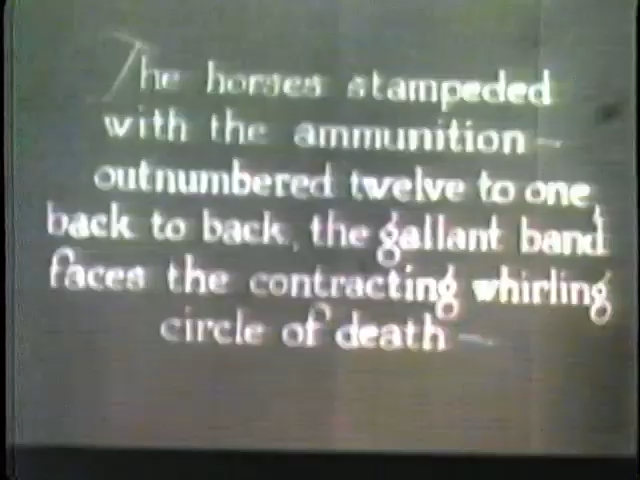 The horses stampeded
with the ammunition —
outnumbered twelve to one,
back to back, the gallant band
faces the contracting whirling
circle of death —